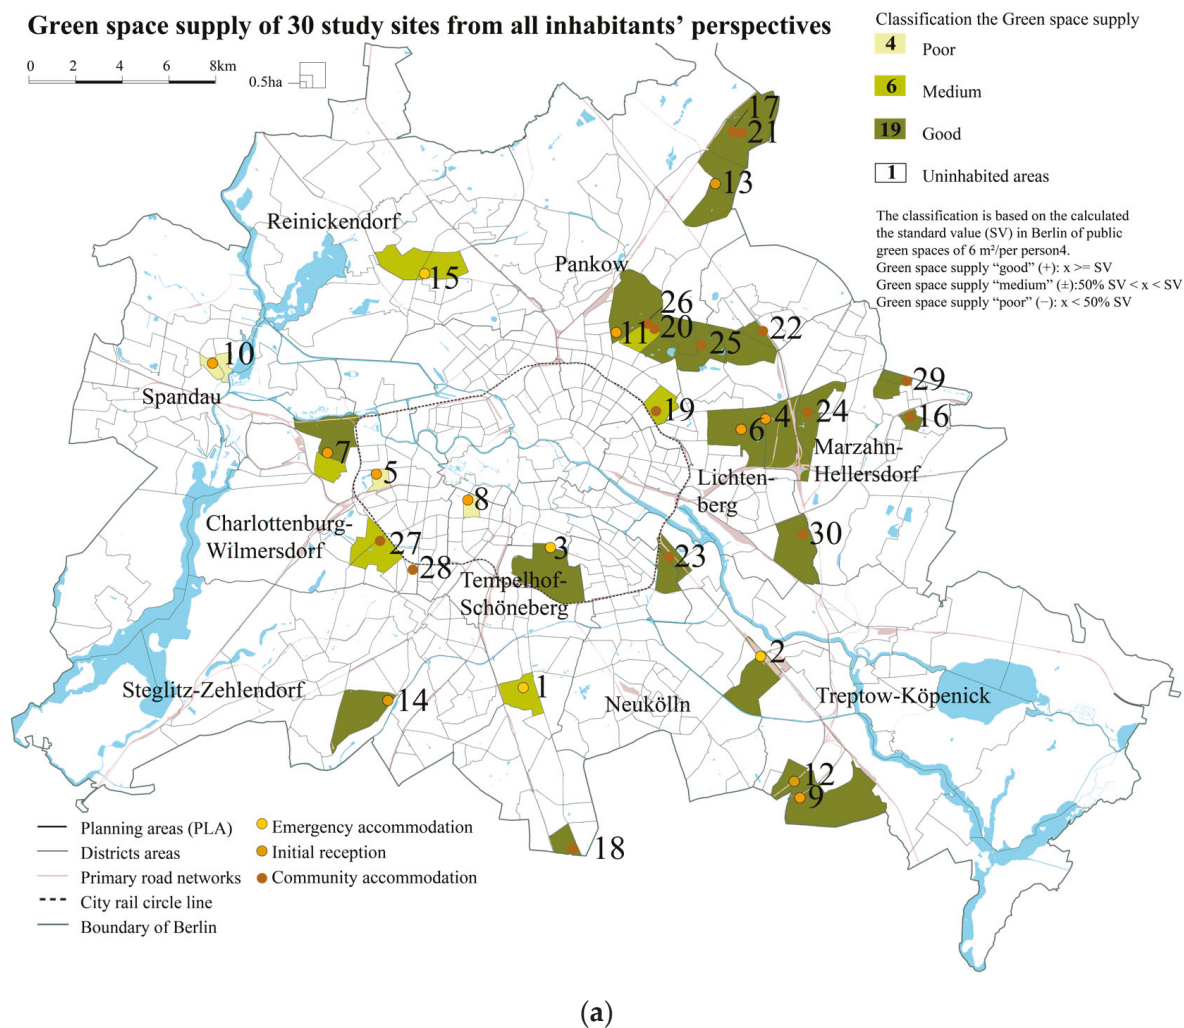 Green space supply of 30 study sites from all inhabitants’ perspectives
0 2 4 6 8km
0.5ha
Classification the Green space supply
4 Poor
6 Medium
19 Good
1 Uninhabited areas
The classification is based on the calculated
the standard value (SV) in Berlin of public
green spaces of 6 m²/per person4.
Green space supply “good” (+): x >= SV
Green space supply “medium” (±):50% SV < x < SV
Green space supply “poor” (−): x < 50% SV
17
21
13
Reinickendorf
15
Pankow
26
11 20
25
22
10
Spandau
29
16
19
4
24
6
7
Marzahn-
Hellersdorf
5
Lichten-
berg
8
Charlottenburg-
Wilmersdorf
27
28
3
Tempelhof-
Schöneberg
23
30
2
Steglitz-Zehlendorf
14
1
Neukölln
Treptow-Köpenick
12
9
18
Planning areas (PLA)
Districts areas
Primary road networks
City rail circle line
Boundary of Berlin
Emergency accommodation
Initial reception
Community accommodation
(a)